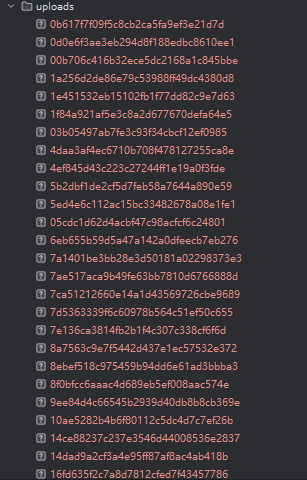 uploads
0b617f7f09f5c8cb2ca5fa9ef3e21d7d
0d0e6f3ae3eb294d8f188edbc8610ee1
00b706c416b32ece5dc2168a1c845bbe
1a256d2de86e79c53988ff49dc4380d8
1e451532eb15102fb1f77dd82c9e7d63
1f84a921af5e3c8a2d677670defa64e5
03b05497ab7fe3c93f34cbcf12ef0985
4daa3af4ec6710b708f478127255ca8e
4ef845d43c223c27244ff1e19a0f3fde
5b2dbf1de2cf5d7feb58a7644a890e59
5ed4e6c112ac15bc33482678a08e1fe1
05cdc1d62d4acbf47c98acfcf6c24801
6eb655b59d5a47a142a0dfeecb7eb276
7a1401be3bb28e3d50181a02298373e3
7ae517aca9b49fe63bb7810d6766888d
7ca51212660e14a1d43569726cbe9689
7d5363339f6c60978b564c51ef50c655
7e136ca3814fb2b1f4c307c338cf6f6d
8a7563c9e7f5442d437e1ec57532e372
8ebef518c975459b94dd6e61ad3bbba3
8f0bfcc6aaac4d689eb5ef008aac574e
9ee84d4c66545b2939d40db8b8cb369e
10ae5282b4b6f80112c5dc4d7c7ef26b
14ce88237c237e3546d44008536e2837
14dad9a2cf3a4e95ff87af8ac4ab418b
16fd635f2c7a8d7812cfed7f43457786